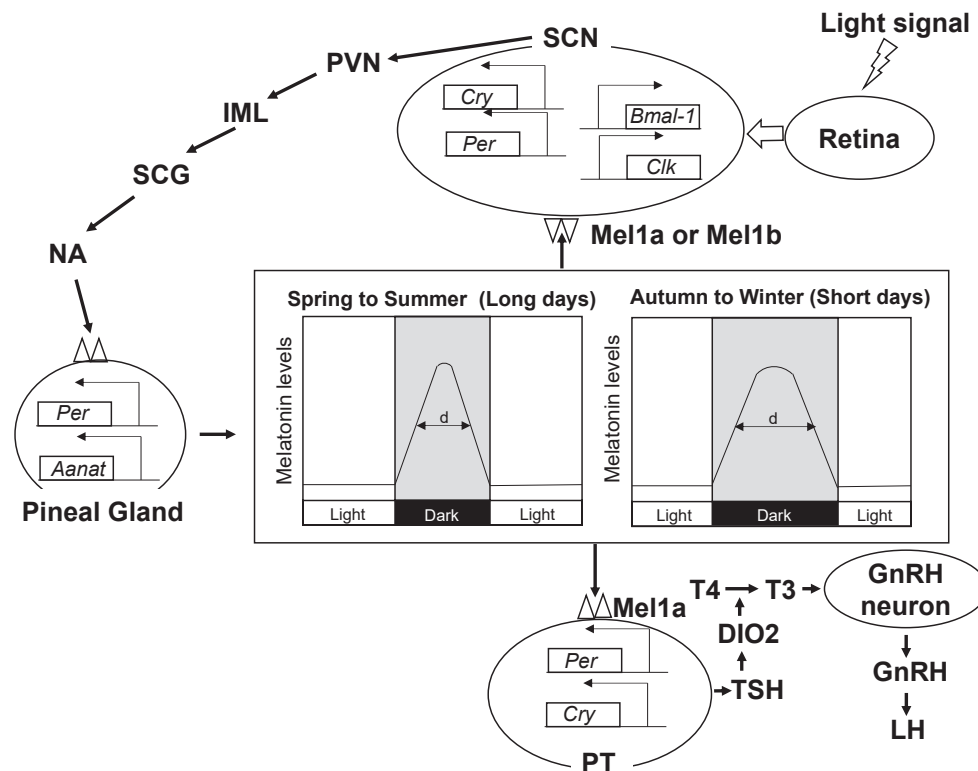 SCN
Light signal
PVN
Cry
Bmal-1
IML
Per
Clk
Retina
SCG
NA
Mel1a or Mel1b
Spring to Summer (Long days)
Autumn to Winter (Short days)
Melatonin levels
d
Light
Dark
Light
Melatonin levels
d
Light
Dark
Light
Per
Aanat
Pineal Gland
Mel1a
T4
T3
GnRH
neuron
DIO2
Per
TSH
GnRH
Cry
LH
PT